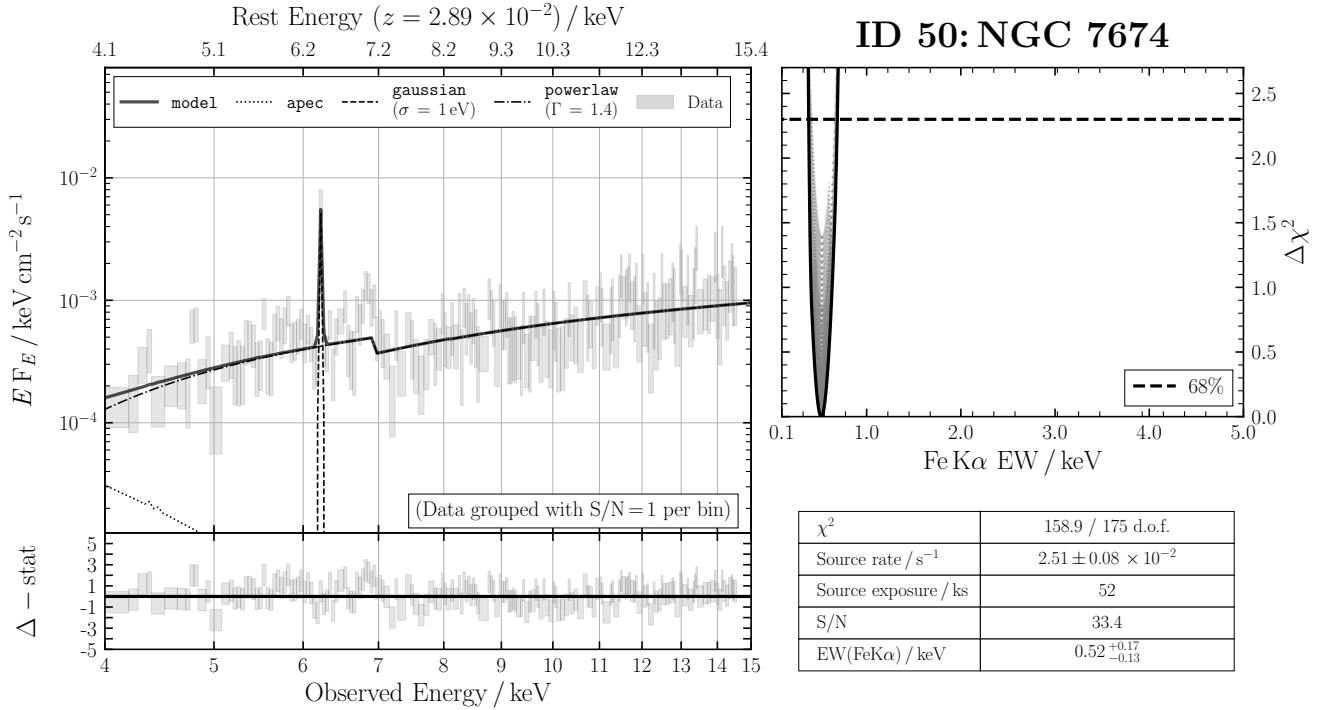 Rest Energy (z = 2.89 × 10⁻²) / keV
4.1 5.1 6.2 7.2 8.2 9.3 10.3 12.3 15.4
model apec gaussian (σ = 1 eV) powerlaw (Γ = 1.4) Data
10⁻²
10⁻³
10⁻⁴
E F_E / keV cm⁻² s⁻¹
(Data grouped with S/N = 1 per bin)
5
3
1
-1
-3
-5
Δ − stat
4 5 6 7 8 9 10 11 12 13 14 15
Observed Energy / keV
ID 50: NGC 7674
2.5
2.0
1.5
1.0
0.5
0.0
Δχ²
68%
0.1 1.0 2.0 3.0 4.0 5.0
Fe Kα EW / keV
χ² 158.9 / 175 d.o.f.
Source rate / s⁻¹ 2.51 ± 0.08 × 10⁻²
Source exposure / ks 52
S/N 33.4
EW(FeKα) / keV 0.52 +0.17 −0.13